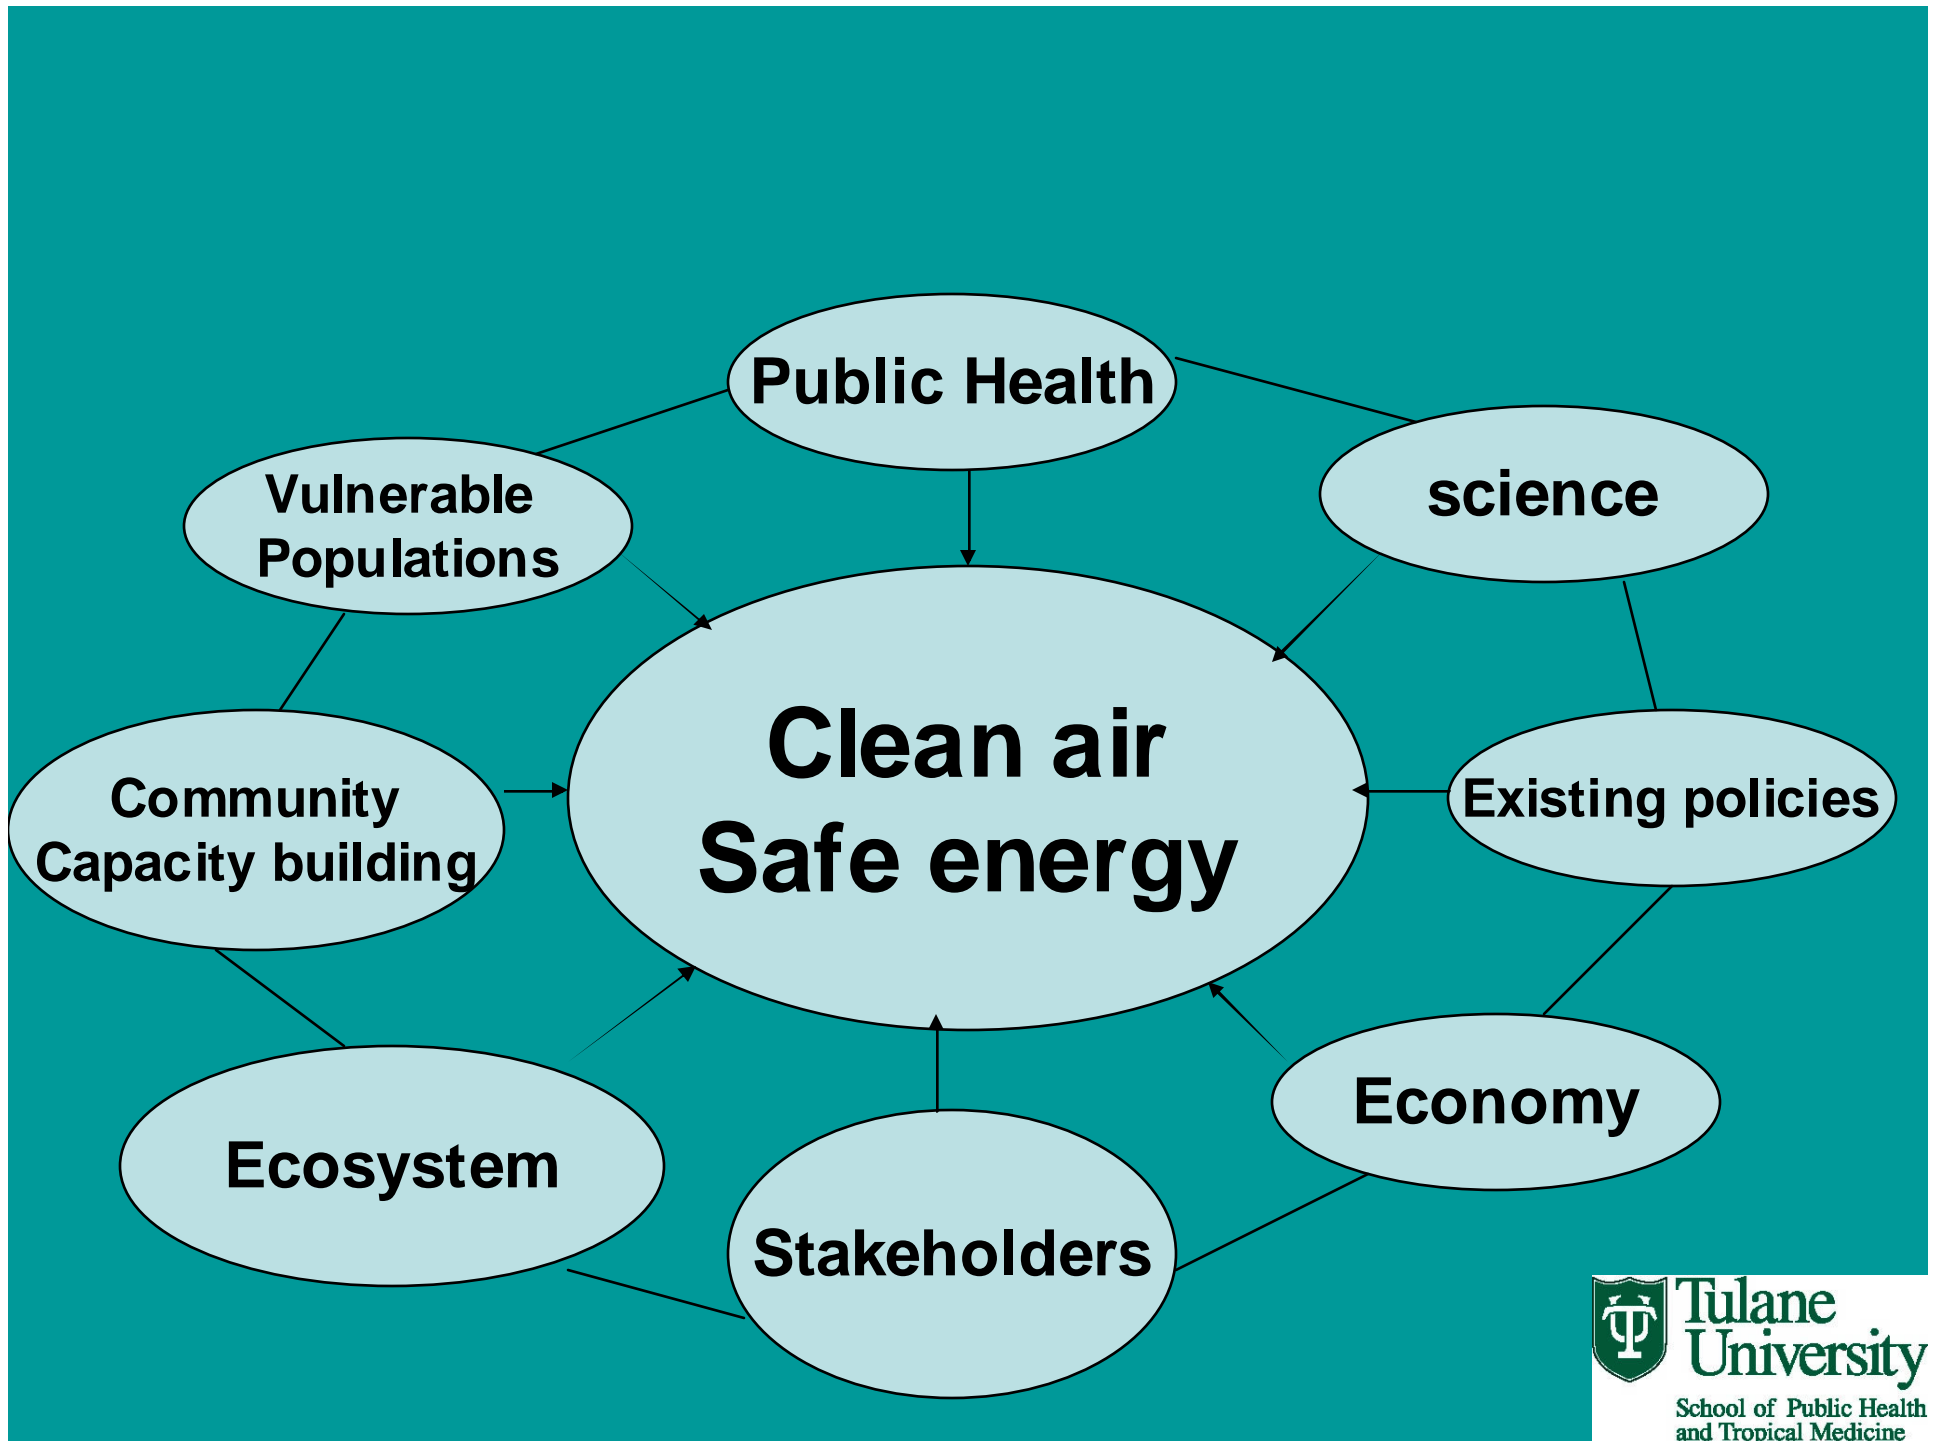 Public Health
science
Vulnerable
Populations
Clean air
Safe energy
Existing policies
Community
Capacity building
Economy
Ecosystem
Stakeholders
Tulane
University
School of Public Health
and Tropical Medicine